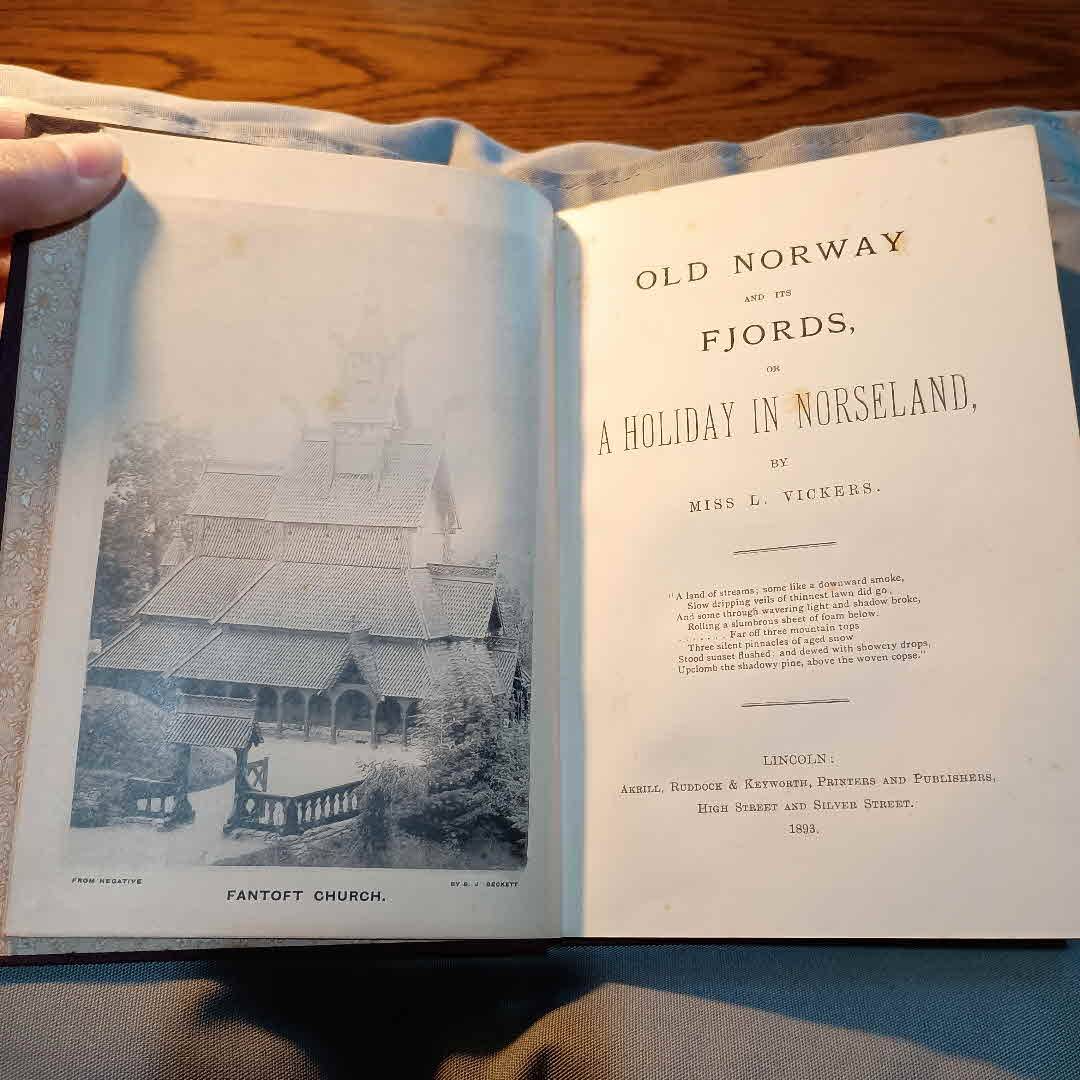 FROM NEGATIVE
BY S. J. BECKETT
FANTOFT CHURCH.
OLD NORWAY
AND ITS
FJORDS,
OR
A HOLIDAY IN NORSELAND,
BY
MISS L. VICKERS.
"A land of streams; some like a downward smoke,
Slow dripping veils of thinnest lawn did go,
And some through wavering light and shadow broke,
Rolling a slumbrous sheet of foam below.
. . . . . . . Far off three mountain tops
Three silent pinnacles of aged snow
Stood sunset flushed: and dewed with showery drops,
Upclomb the shadowy pine, above the woven copse."
LINCOLN:
AKRILL, RUDDOCK & KEYWORTH, PRINTERS AND PUBLISHERS,
HIGH STREET AND SILVER STREET.
1893.